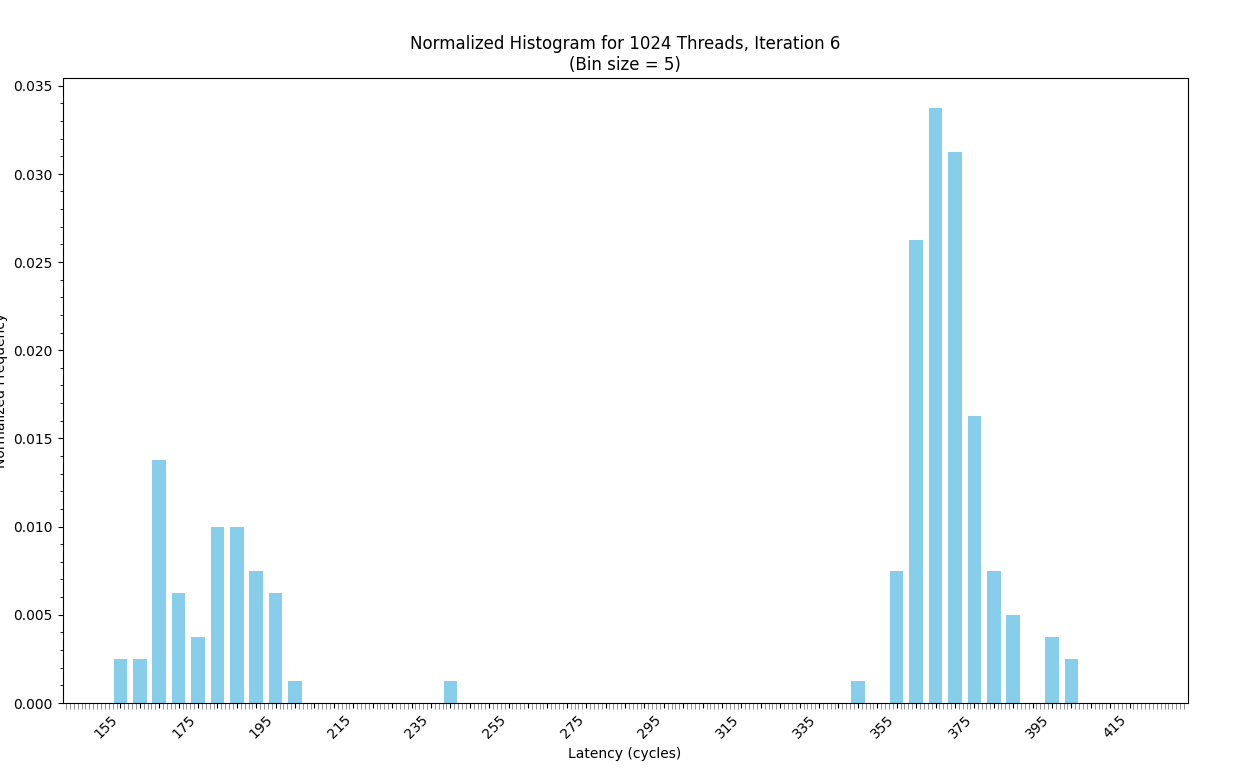 Normalized Histogram for 1024 Threads, Iteration 6
(Bin size = 5)
0.035
0.030
0.025
0.020
0.015
0.010
0.005
0.000
Normalized Frequency
155 175 195 215 235 255 275 295 315 335 355 375 395 415
Latency (cycles)